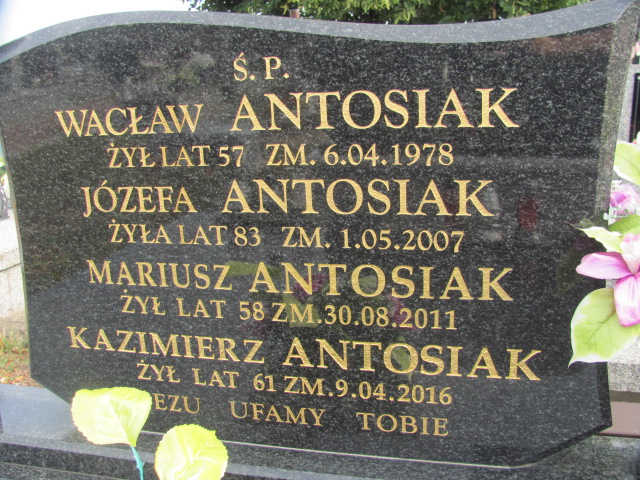 Ś. P.
WACŁAW ANTOSIAK
ŻYŁ LAT 57 ZM. 6.04.1978
JÓZEFA ANTOSIAK
ŻYŁA LAT 83 ZM. 1.05.2007
MARIUSZ ANTOSIAK
ŻYŁ LAT 58 ZM.30.08.2011
KAZIMIERZ ANTOSIAK
ŻYŁ LAT 61 ZM.9.04.2016
EZU UFAMY TOBIE